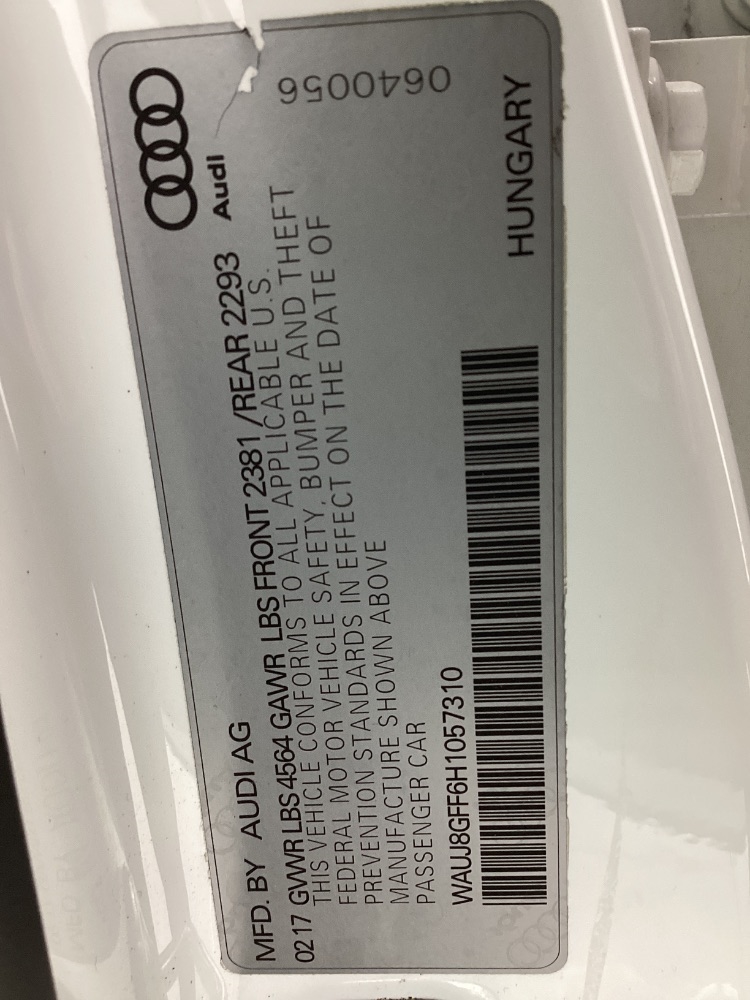 MFD. BY AUDI AG
0217 GVWR LBS 4564 GAWR LBS FRONT 2381 /REAR 2293
THIS VEHICLE CONFORMS TO ALL APPLICABLE U.S.
FEDERAL MOTOR VEHICLE SAFETY, BUMPER AND THEFT
PREVENTION STANDARDS IN EFFECT ON THE DATE OF
MANUFACTURE SHOWN ABOVE
PASSENGER CAR
WAUJ8GFF6H1057310
Audi
0640056
HUNGARY